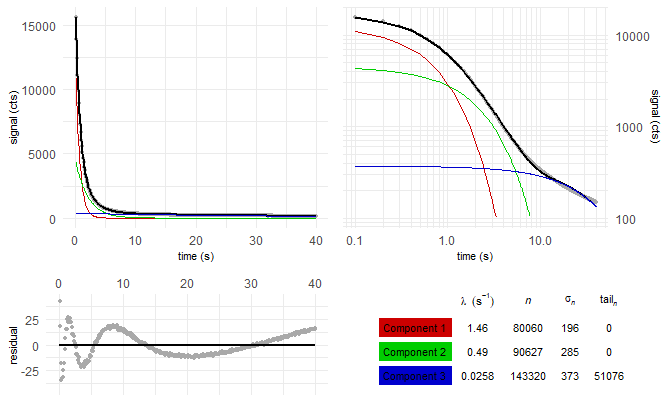 15000
10000
5000
0
signal (cts)
0 10 20 30 40
time (s)
10000
1000
100
signal (cts)
0.1 1.0 10.0
time (s)
0 10 20 30 40
25
0
-25
residual
λ (s⁻¹) n σₙ tailₙ
Component 1 1.46 80060 196 0
Component 2 0.49 90627 285 0
Component 3 0.0258 143320 373 51076